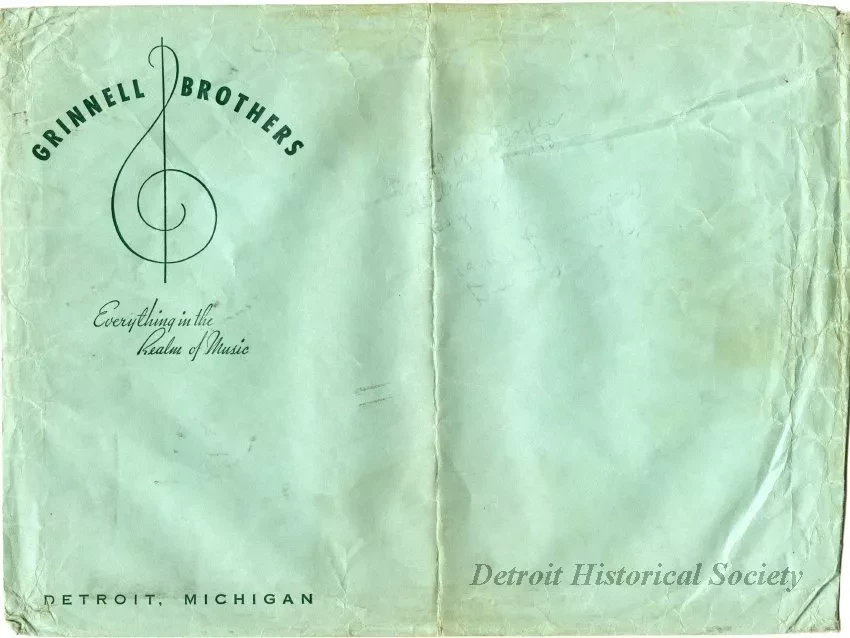 GRINNELL BROTHERS
Everything in the
Realm of Music
DETROIT, MICHIGAN
Detroit Historical Society